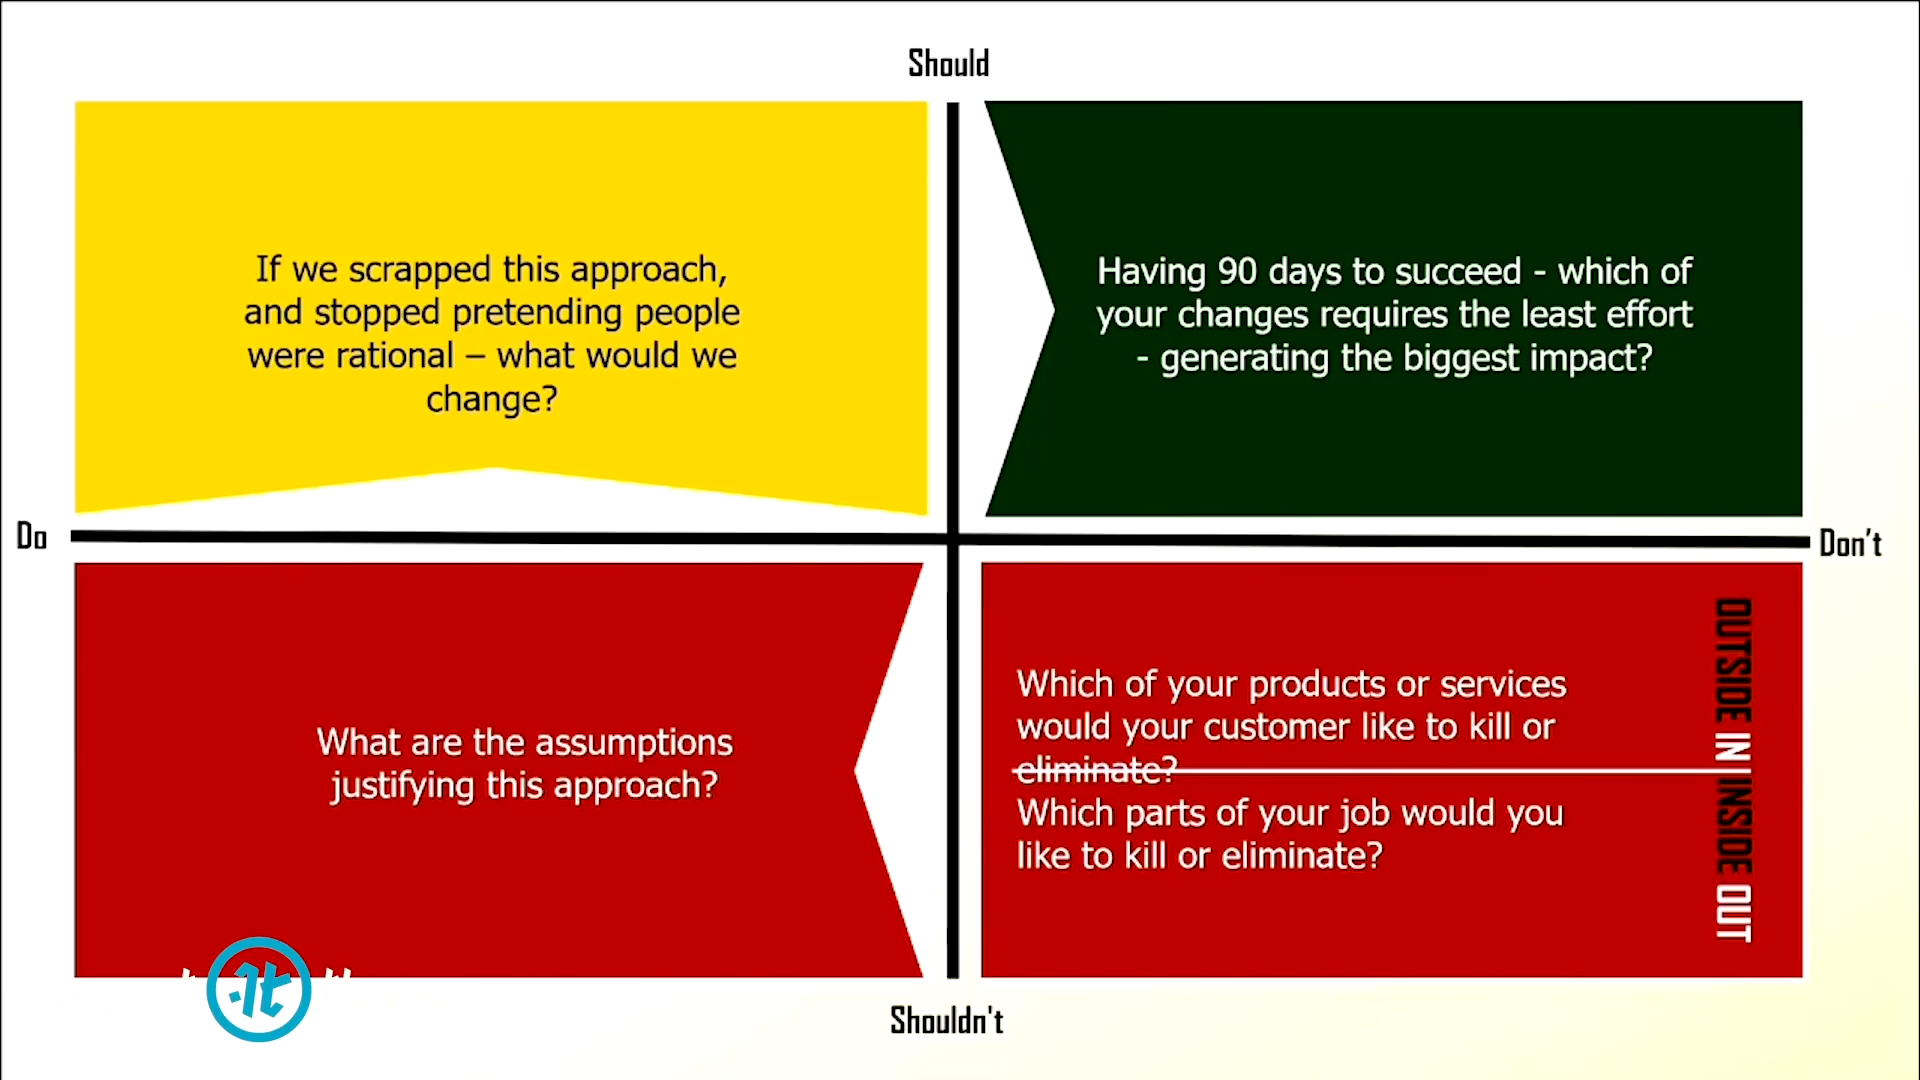 Should
If we scrapped this approach,
and stopped pretending people
were rational – what would we
change?
Having 90 days to succeed - which of
your changes requires the least effort
- generating the biggest impact?
Do
Don't
What are the assumptions
justifying this approach?
Which of your products or services
would your customer like to kill or
eliminate?
Which parts of your job would you
like to kill or eliminate?
OUTSIDE IN
INSIDE OUT
Shouldn't